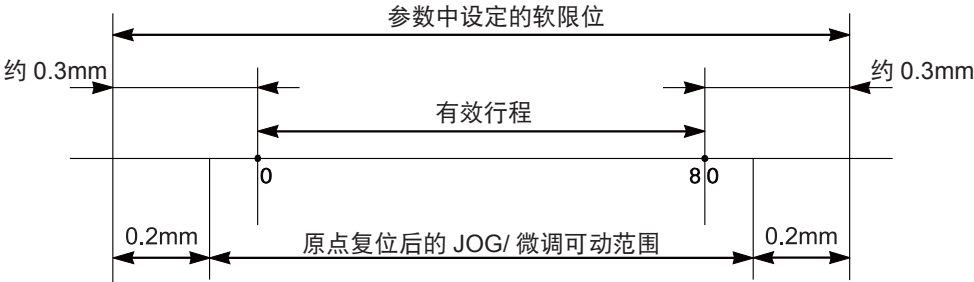 参数中设定的软限位
约 0.3mm
约 0.3mm
有效行程
0
80
0.2mm
原点复位后的 JOG/ 微调可动范围
0.2mm